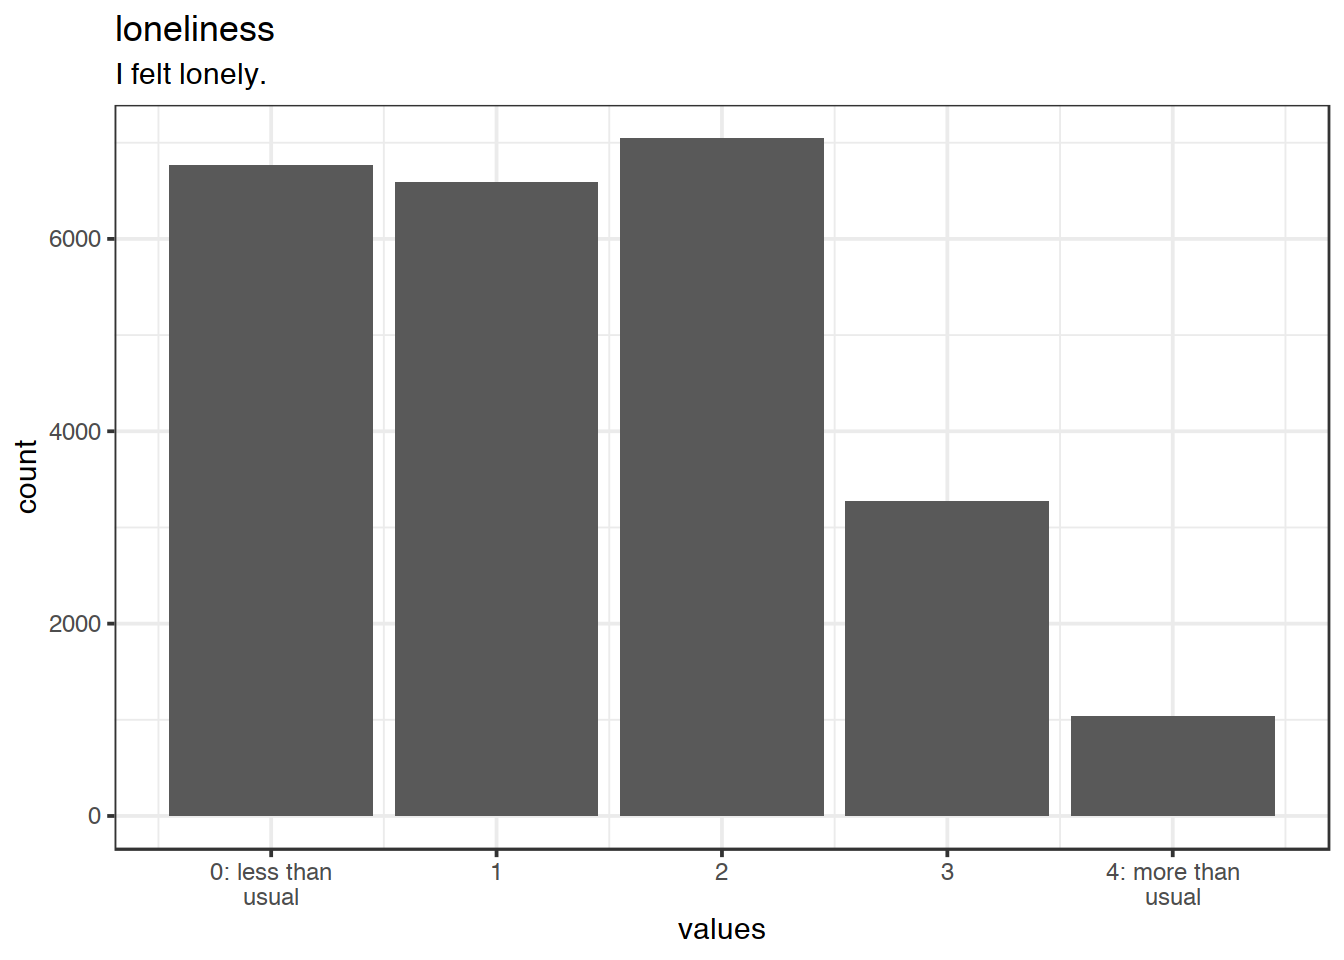 loneliness
I felt lonely.
6000
4000
2000
0
count
0: less than
usual
1
2
3
4: more than
usual
values